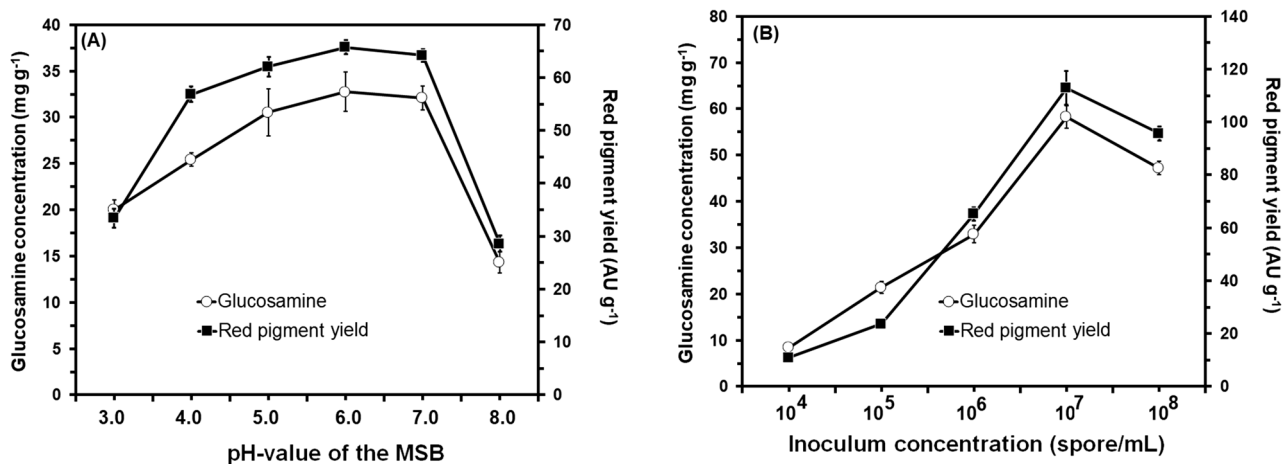 (A)
Glucosamine concentration (mg g-1)
40
35
30
25
20
15
10
5
0
70
60
50
40
30
20
10
0
Red pigment yield (AU g-1)
Glucosamine
Red pigment yield
3.0 4.0 5.0 6.0 7.0 8.0
pH-value of the MSB
(B)
Glucosamine concentration (mg g-1)
80
70
60
50
40
30
20
10
0
140
120
100
80
60
40
20
0
Red pigment yield (AU g-1)
Glucosamine
Red pigment yield
10^4 10^5 10^6 10^7 10^8
Inoculum concentration (spore/mL)